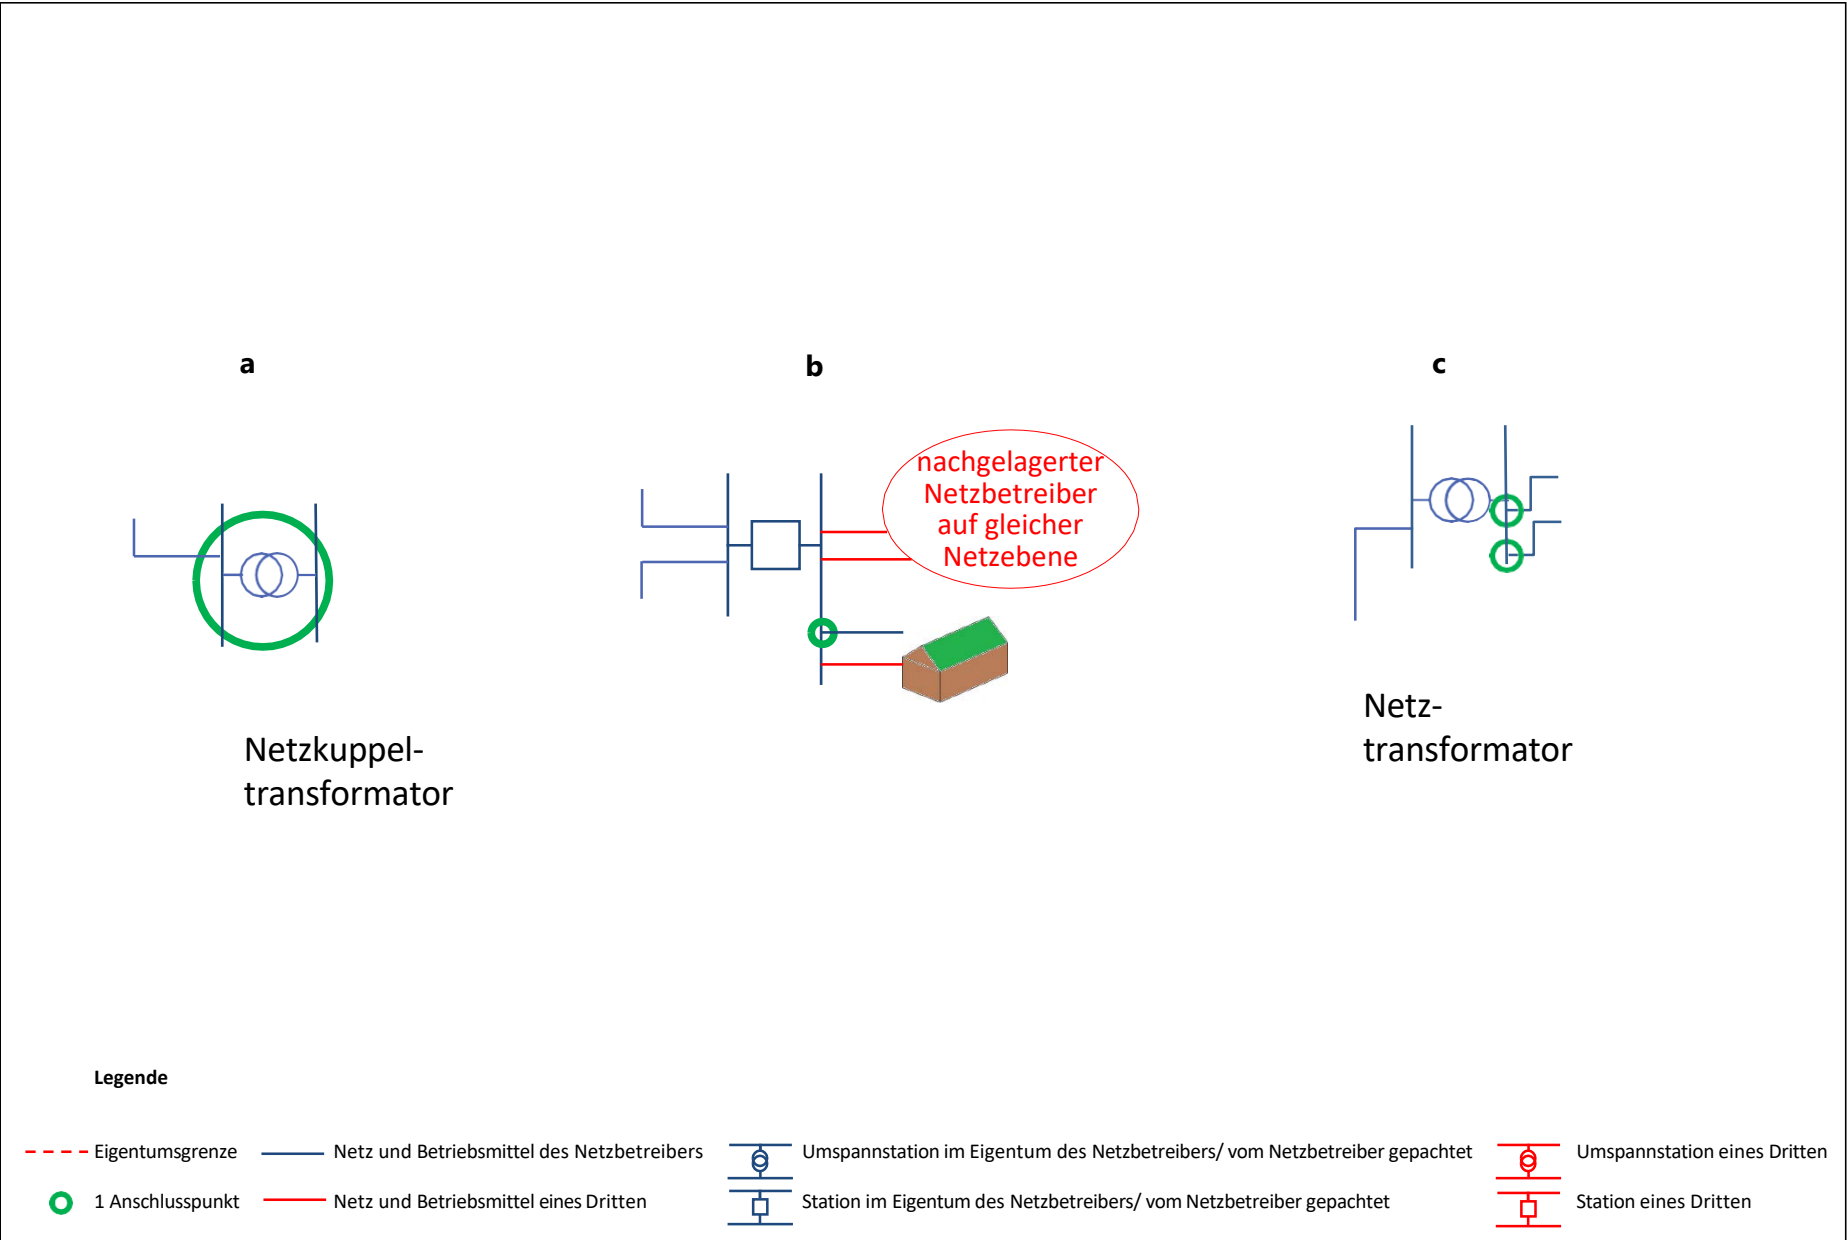 a
b
c
nachgelagerter
Netzbetreiber
auf gleicher
Netzebene
Netzkuppel-
transformator
Netz-
transformator
Legende
Eigentumsgrenze
Netz und Betriebsmittel des Netzbetreibers
Umspannstation im Eigentum des Netzbetreibers/ vom Netzbetreiber gepachtet
Umspannstation eines Dritten
1 Anschlusspunkt
Netz und Betriebsmittel eines Dritten
Station im Eigentum des Netzbetreibers/ vom Netzbetreiber gepachtet
Station eines Dritten